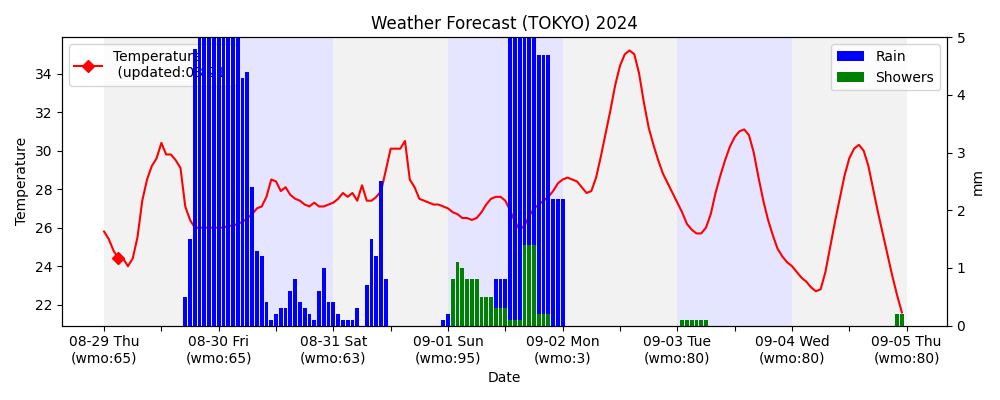 Weather Forecast (TOKYO) 2024
Temperature
(updated:08
Rain
Showers
34
32
30
28
26
24
22
Temperature
5
4
3
2
1
0
mm
08-29 Thu
(wmo:65)
08-30 Fri
(wmo:65)
08-31 Sat
(wmo:63)
09-01 Sun
(wmo:95)
09-02 Mon
(wmo:3)
09-03 Tue
(wmo:80)
09-04 Wed
(wmo:80)
09-05 Thu
(wmo:80)
Date